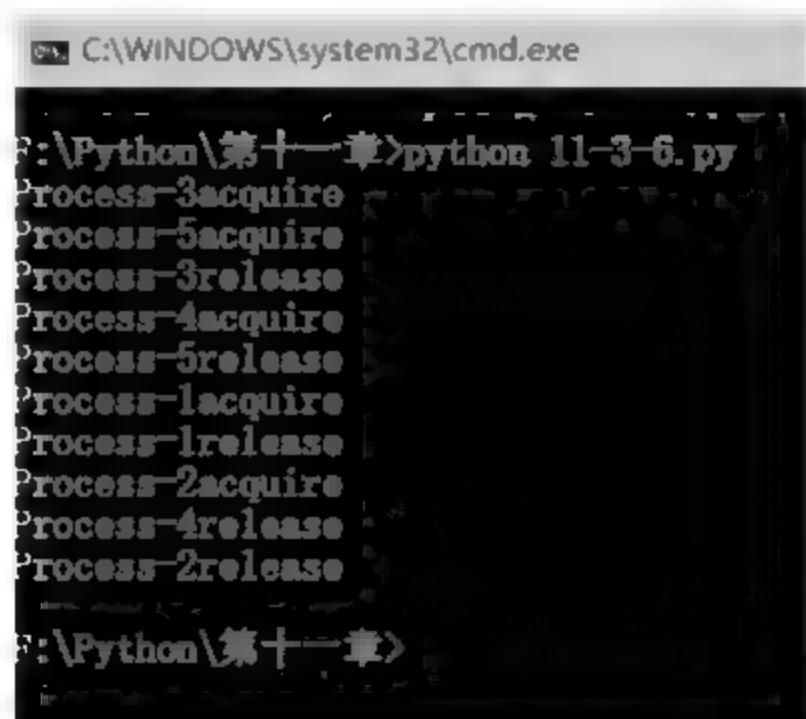 C:\WINDOWS\system32\cmd.exe
F:\Python\第十一章>python 11-3-6.py
Process-3acquire
Process-5acquire
Process-3release
Process-4acquire
Process-5release
Process-1acquire
Process-1release
Process-2acquire
Process-4release
Process-2release
F:\Python\第十一章>